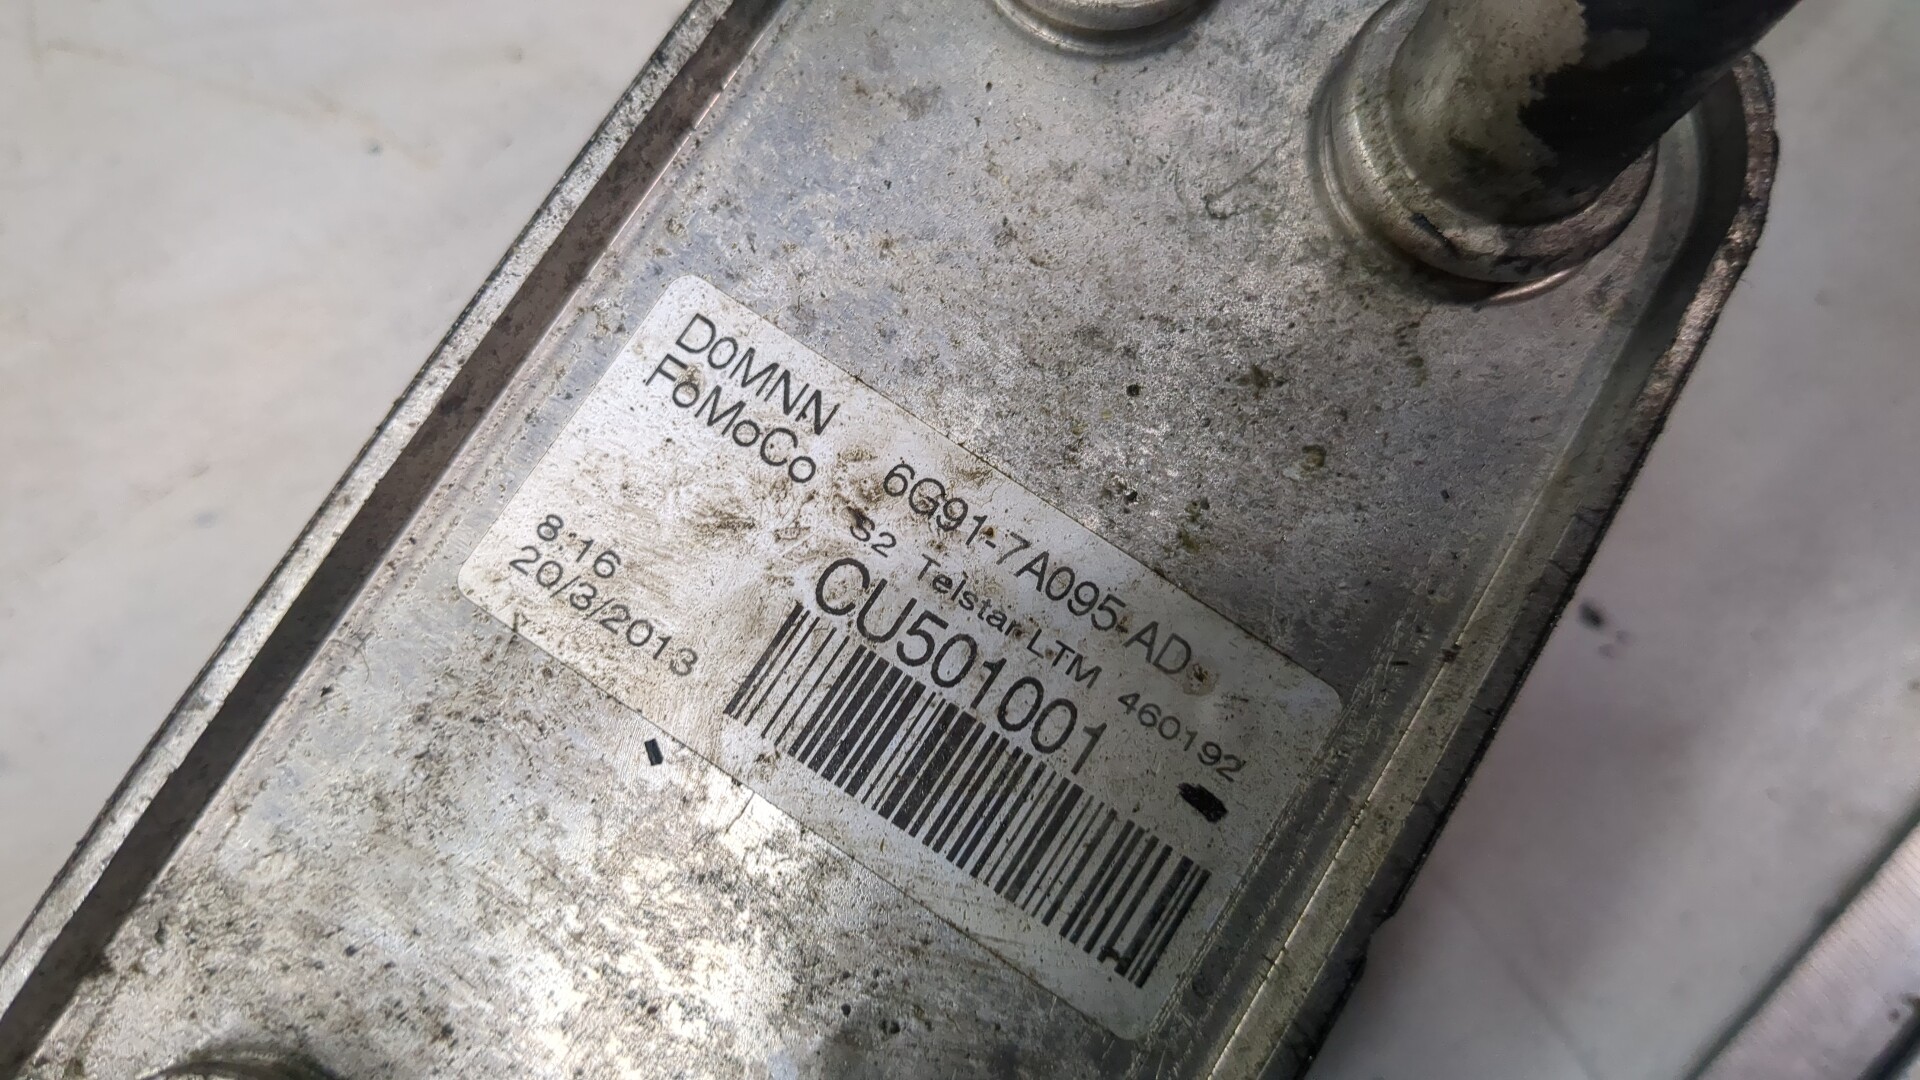 D0MNN
FoMoCo
6G91-7A095-AD
S2 Telstar LTM 460192
CU501001
8:16
20/3/2013